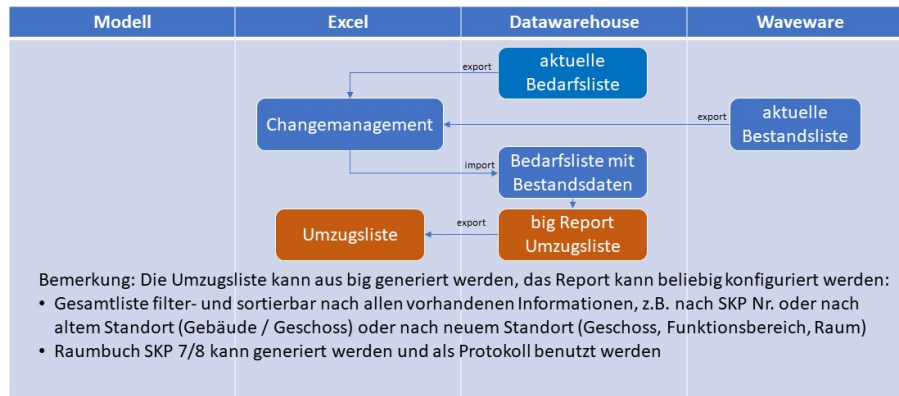 Modell
Excel
Datawarehouse
Waveware
export
aktuelle
Bedarfsliste
Changemanagement
export
aktuelle
Bestandsliste
import
Bedarfsliste mit
Bestandsdaten
Umzugsliste
export
big Report
Umzugsliste
Bemerkung: Die Umzugsliste kann aus big generiert werden, das Report kann beliebig konfiguriert werden:
• Gesamtliste filter- und sortierbar nach allen vorhandenen Informationen, z.B. nach SKP Nr. oder nach
altem Standort (Gebäude / Geschoss) oder nach neuem Standort (Geschoss, Funktionsbereich, Raum)
• Raumbuch SKP 7/8 kann generiert werden und als Protokoll benutzt werden